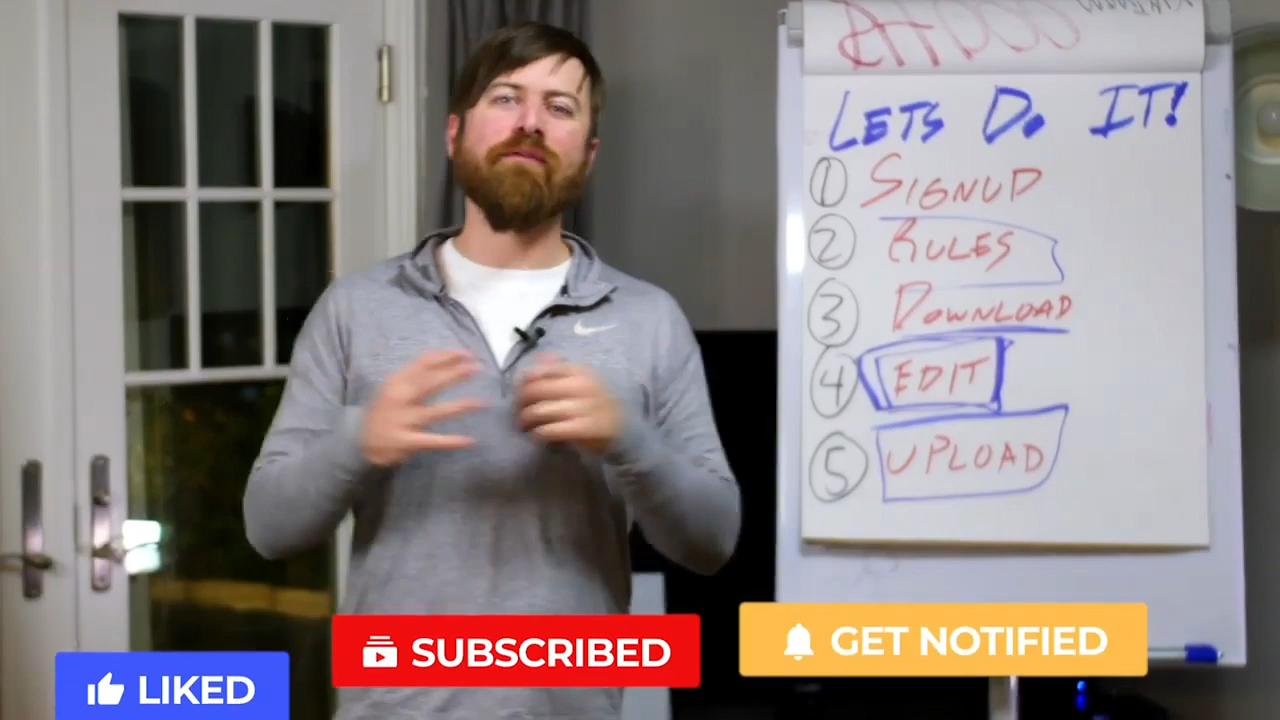 LETS DO IT!
1 SIGNUP
2 RULES
3 DOWNLOAD
4 EDIT
5 UPLOAD
LIKED
SUBSCRIBED
GET NOTIFIED